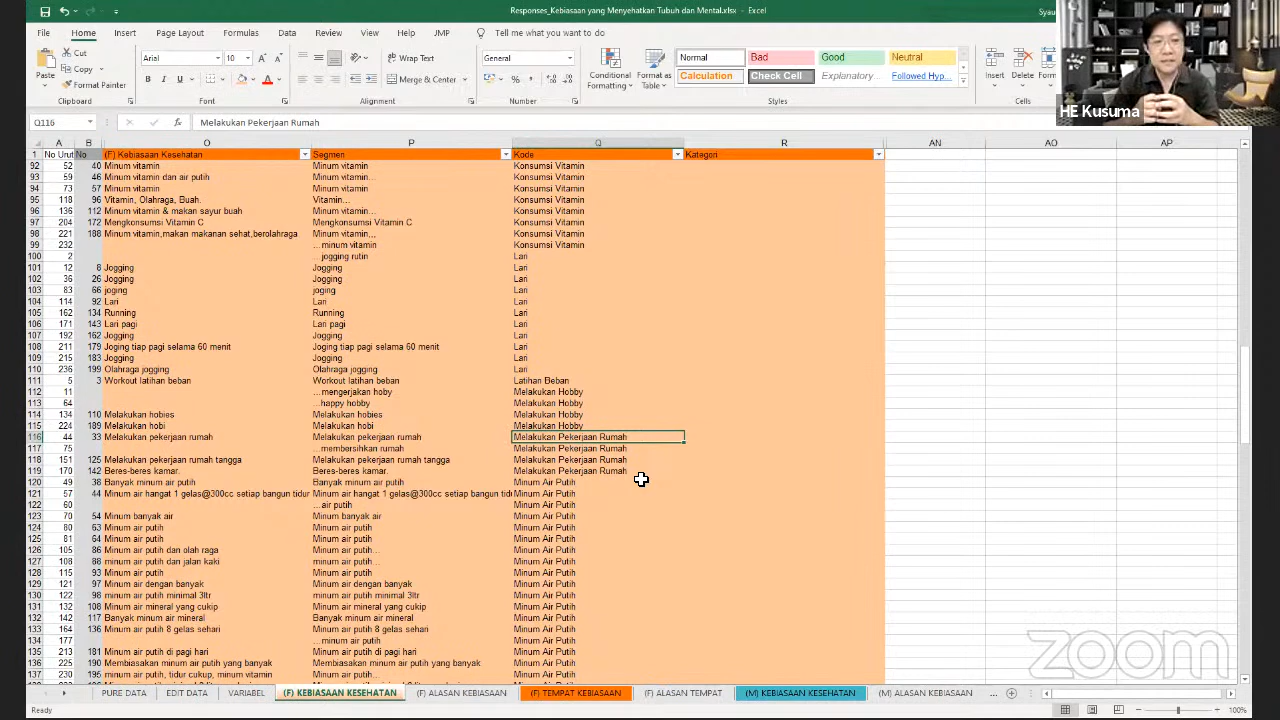 Responses_Kebiasaan yang Menyehatkan Tubuh dan Mental.xlsx - Excel
Syau
File Home Insert Page Layout Formulas Data Review View Help JMP Tell me what you want to do
Cut
Copy
Format Painter
Paste
Clipboard
Arial 10
Font
Wrap Text
Merge & Center
Alignment
General
Number
Conditional Formatting
Format as Table
Normal Bad Good Neutral
Calculation Check Cell Explanatory... Followed Hyp...
Styles
Insert Delete
Cells
HE Kusuma
Q116 Melakukan Pekerjaan Rumah
A B O P Q R AN AO AP
1 No Urut No (F) Kebiasaan Kesehatan Segmen Kode Kategori
92 52 40 Minum vitamin Minum vitamin Konsumsi Vitamin
93 59 46 Minum vitamin dan air putih Minum vitamin... Konsumsi Vitamin
94 73 57 Minum vitamin Minum vitamin Konsumsi Vitamin
95 118 96 Vitamin, Olahraga, Buah. Vitamin... Konsumsi Vitamin
96 136 112 Minum vitamin & makan sayur buah Minum vitamin... Konsumsi Vitamin
97 204 172 Mengkonsumsi Vitamin C Mengkonsumsi Vitamin C Konsumsi Vitamin
98 221 188 Minum vitamin,makan makanan sehat,berolahraga Minum vitamin,,, Konsumsi Vitamin
99 232 ...minum vitamin Konsumsi Vitamin
100 2 ...jogging rutin Lari
101 12 8 Jogging Jogging Lari
102 36 26 Jogging Jogging Lari
103 83 66 joging joging Lari
104 114 92 Lari Lari Lari
105 162 134 Running Running Lari
106 171 143 Lari pagi Lari pagi Lari
107 192 162 Jogging Jogging Lari
108 211 179 Joging tiap pagi selama 60 menit Joging tiap pagi selama 60 menit Lari
109 215 183 Jogging Jogging Lari
110 236 199 Olahraga jogging Olahraga jogging Lari
111 5 3 Workout latihan beban Workout latihan beban Latihan Beban
112 11 ...mengerjakan hoby Melakukan Hobby
113 64 ...happy hobby Melakukan Hobby
114 134 110 Melakukan hobies Melakukan hobies Melakukan Hobby
115 224 189 Melakukan hobi Melakukan hobi Melakukan Hobby
116 44 33 Melakukan pekerjaan rumah Melakukan pekerjaan rumah Melakukan Pekerjaan Rumah
117 75 ...membersihkan rumah Melakukan Pekerjaan Rumah
118 151 125 Melakukan pekerjaan rumah tangga Melakukan pekerjaan rumah tangga Melakukan Pekerjaan Rumah
119 170 142 Beres-beres kamar. Beres-beres kamar. Melakukan Pekerjaan Rumah
120 49 38 Banyak minum air putih Banyak minum air putih Minum Air Putih
121 57 44 Minum air hangat 1 gelas@300cc setiap bangun tidur Minum air hangat 1 gelas@300cc setiap bangun tid Minum Air Putih
122 60 ...air putih Minum Air Putih
123 70 54 Minum banyak air Minum banyak air Minum Air Putih
124 80 63 Minum air putih Minum air putih Minum Air Putih
125 81 64 Minum air putih Minum air putih Minum Air Putih
126 105 86 Minum air putih dan olah raga Minum air putih... Minum Air Putih
127 108 88 minum air putih dan jalan kaki minum air putih... Minum Air Putih
128 115 93 Minum air putih Minum air putih Minum Air Putih
129 121 97 Minum air dengan banyak Minum air dengan banyak Minum Air Putih
130 122 98 minum air putih minimal 3ltr minum air putih minimal 3ltr Minum Air Putih
131 132 108 Minum air mineral yang cukip Minum air mineral yang cukip Minum Air Putih
132 142 117 Banyak minum air mineral Banyak minum air mineral Minum Air Putih
133 164 136 Minum air putih 8 gelas sehari Minum air putih 8 gelas sehari Minum Air Putih
134 177 ...minum air putih Minum Air Putih
135 213 181 Minum air putih di pagi hari Minum air putih di pagi hari Minum Air Putih
136 225 190 Membiasakan minum air putih yang banyak Membiasakan minum air putih yang banyak Minum Air Putih
137 230 195 minum air putih, tidur cukup, minum vitamin minum air putih... Minum Air Putih
zoom
PURE DATA EDIT DATA VARIABEL (F) KEBIASAAN KESEHATAN (F) ALASAN KEBIASAAN (F) TEMPAT KEBIASAAN (F) ALASAN TEMPAT (M) KEBIASAAN KESEHATAN (M) ALASAN KEBIASAAN ...
Ready
100%